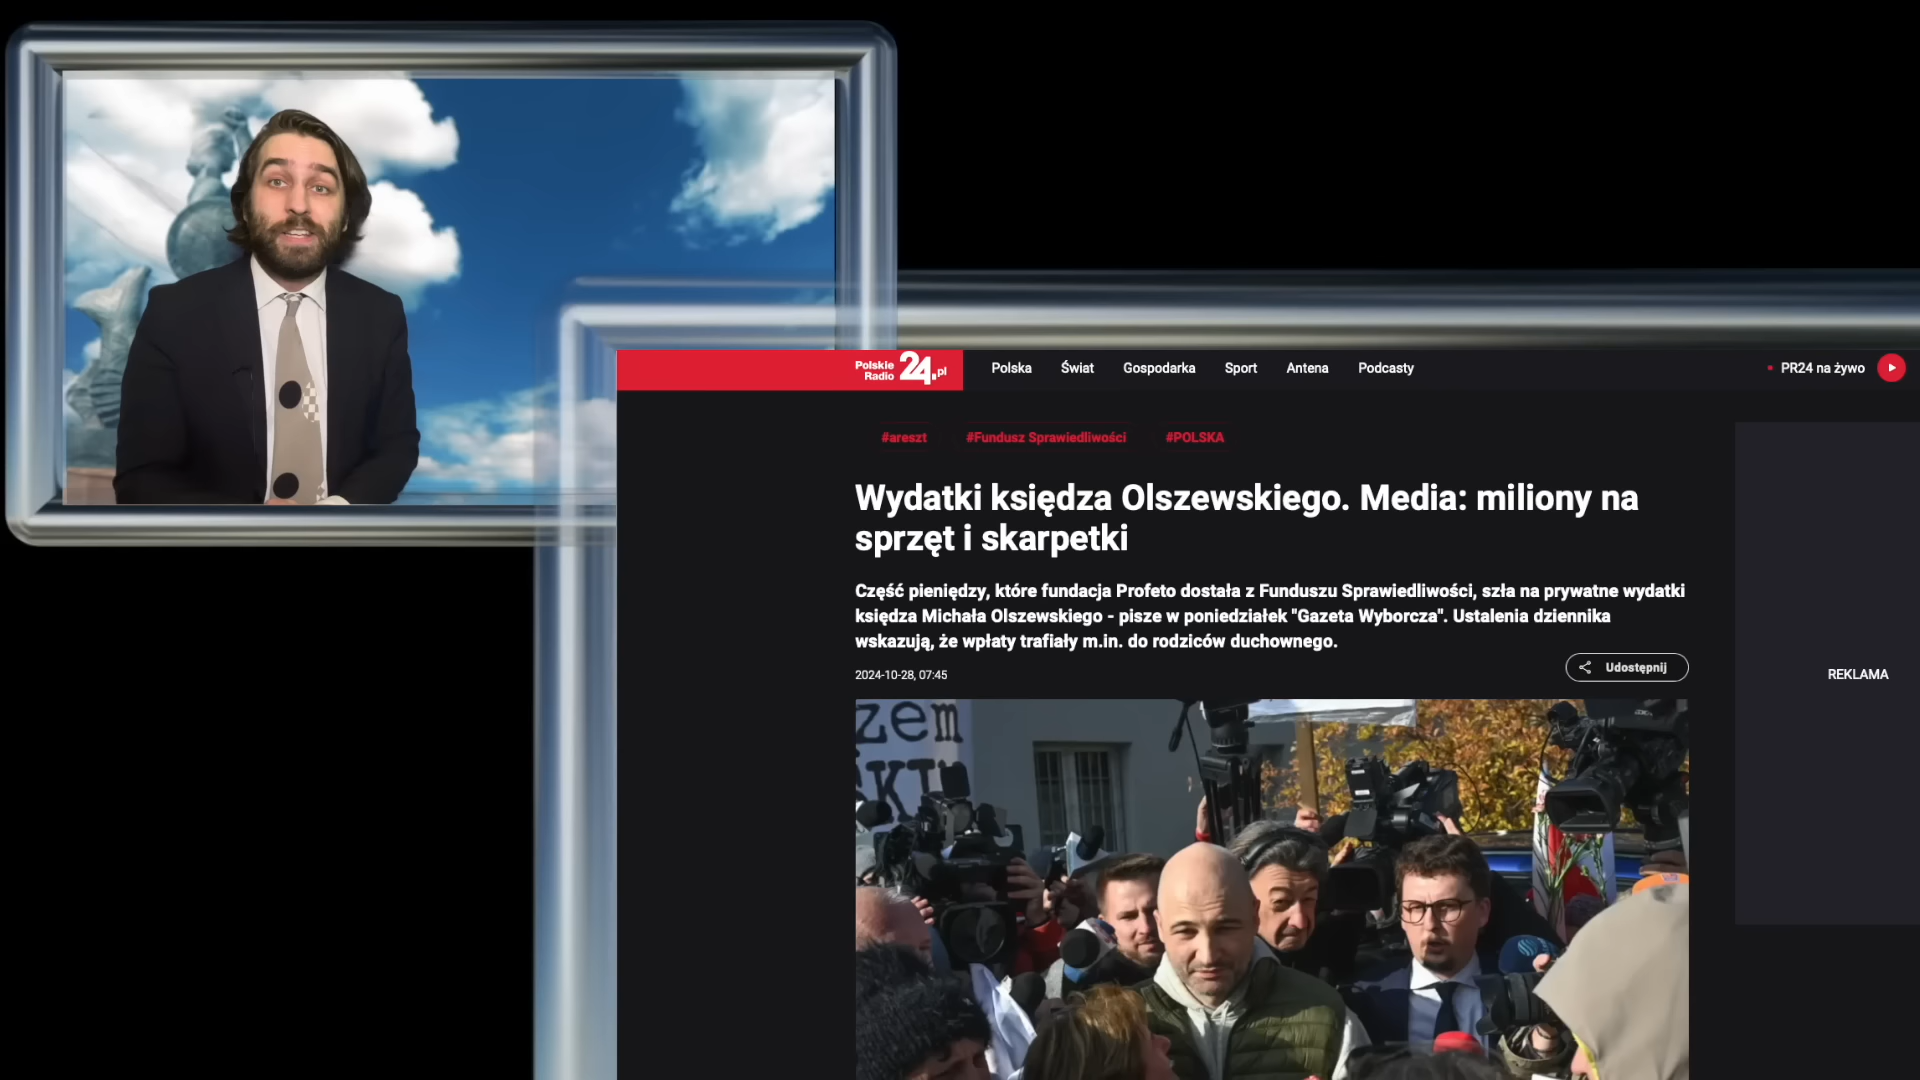 Polskie
Radio 24.pl
Polska Świat Gospodarka Sport Antena Podcasty
PR24 na żywo
#areszt #Fundusz Sprawiedliwości #POLSKA
Wydatki księdza Olszewskiego. Media: miliony na
sprzęt i skarpetki
Część pieniędzy, które fundacja Profeto dostała z Funduszu Sprawiedliwości, szła na prywatne wydatki
księdza Michała Olszewskiego - pisze w poniedziałek "Gazeta Wyborcza". Ustalenia dziennika
wskazują, że wpłaty trafiały m.in. do rodziców duchownego.
2024-10-28, 07:45
Udostępnij
REKLAMA
zem